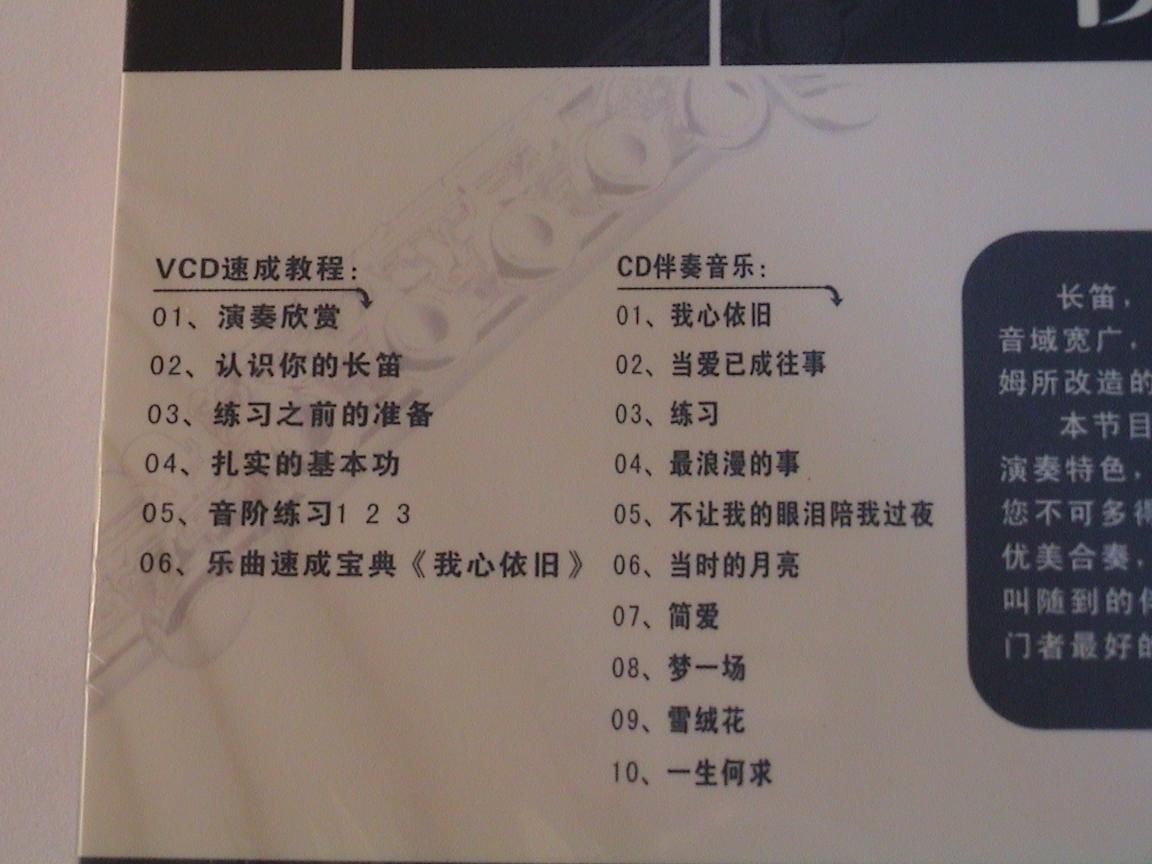 VCD速成教程：
01、演奏欣赏
02、认识你的长笛
03、练习之前的准备
04、扎实的基本功
05、音阶练习1 2 3
06、乐曲速成宝典《我心依旧》
CD伴奏音乐：
01、我心依旧
02、当爱已成往事
03、练习
04、最浪漫的事
05、不让我的眼泪陪我过夜
06、当时的月亮
07、简爱
08、梦一场
09、雪绒花
10、一生何求
长笛，
音域宽广，
姆所改造的
本节目
演奏特色，
您不可多得
优美合奏，
叫随到的伴
门者最好的